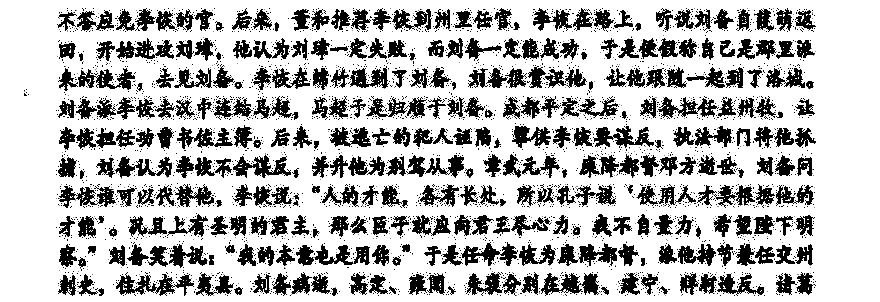 不答应免李恢的官。后来，董和推荐李恢到州里任官，李恢在路上，听说刘备自葭萌返
回，开始进攻刘璋，他认为刘璋一定失败，而刘备一定能成功，于是便假称自己是郡里派
来的使者，去见刘备。李恢在绵竹遇到了刘备，刘备很赏识他，让他跟随一起到了洛城。
刘备派李恢去汉中连结马超，马超于是归顺于刘备。成都平定之后，刘备担任益州牧，让
李恢担任功曹书佐主簿。后来，被逃亡的犯人诬陷，攀供李恢要谋反，执法部门将他抓
捕，刘备认为李恢不会谋反，并升他为别驾从事。章武元年，庲降都督邓方逝世，刘备问
李恢谁可以代替他，李恢说：“人的才能，各有长处，所以孔子说‘使用人才要根据他的
才能’。况且上有圣明的君主，那么臣子就应向君王尽心力。我不自量力，希望陛下明
察。”刘备笑着说：“我的本意也是用你。”于是任命李恢为庲降都督，派他持节兼任交州
刺史，住扎在平夷县。刘备病逝，高定、雍闿、朱褒分别在越嶲、建宁、牂牁造反。诸葛